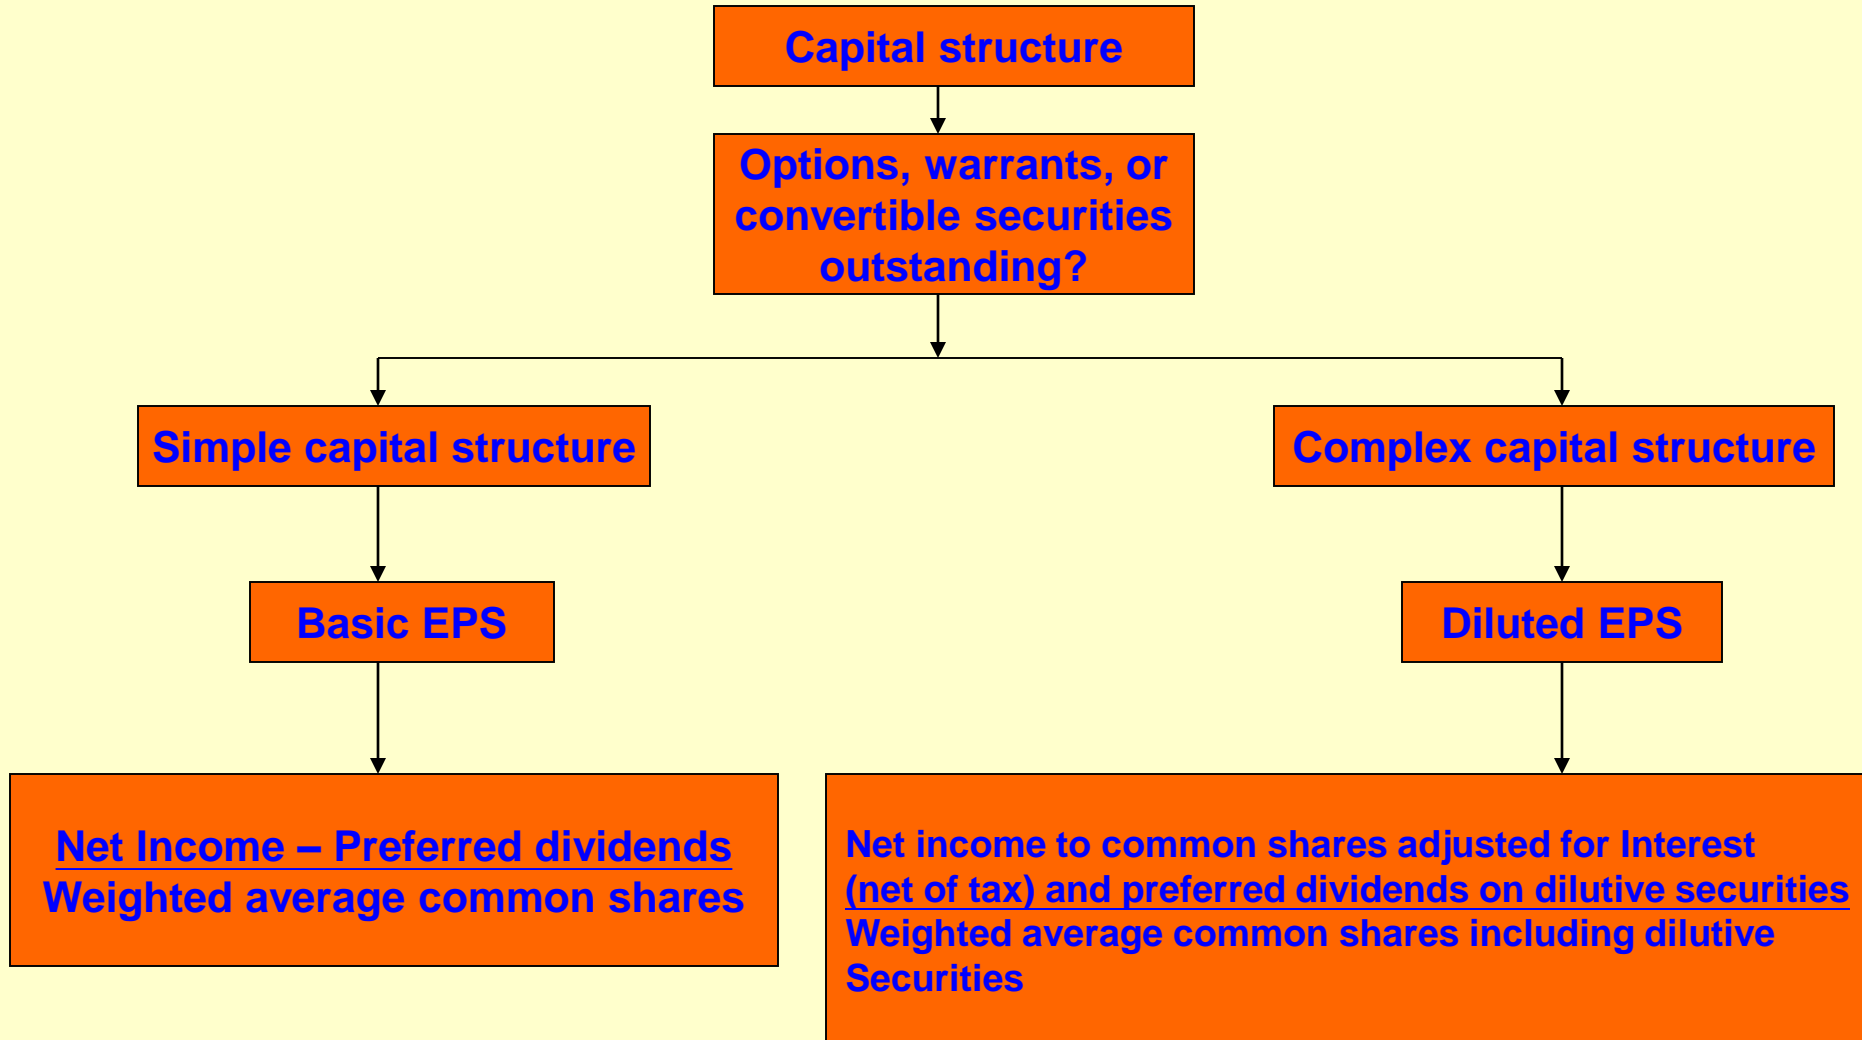 Capital structure
Options, warrants, or
convertible securities
outstanding?
Simple capital structure
Complex capital structure
Basic EPS
Diluted EPS
Net Income – Preferred dividends
Weighted average common shares
Net income to common shares adjusted for Interest
(net of tax) and preferred dividends on dilutive securities
Weighted average common shares including dilutive
Securities